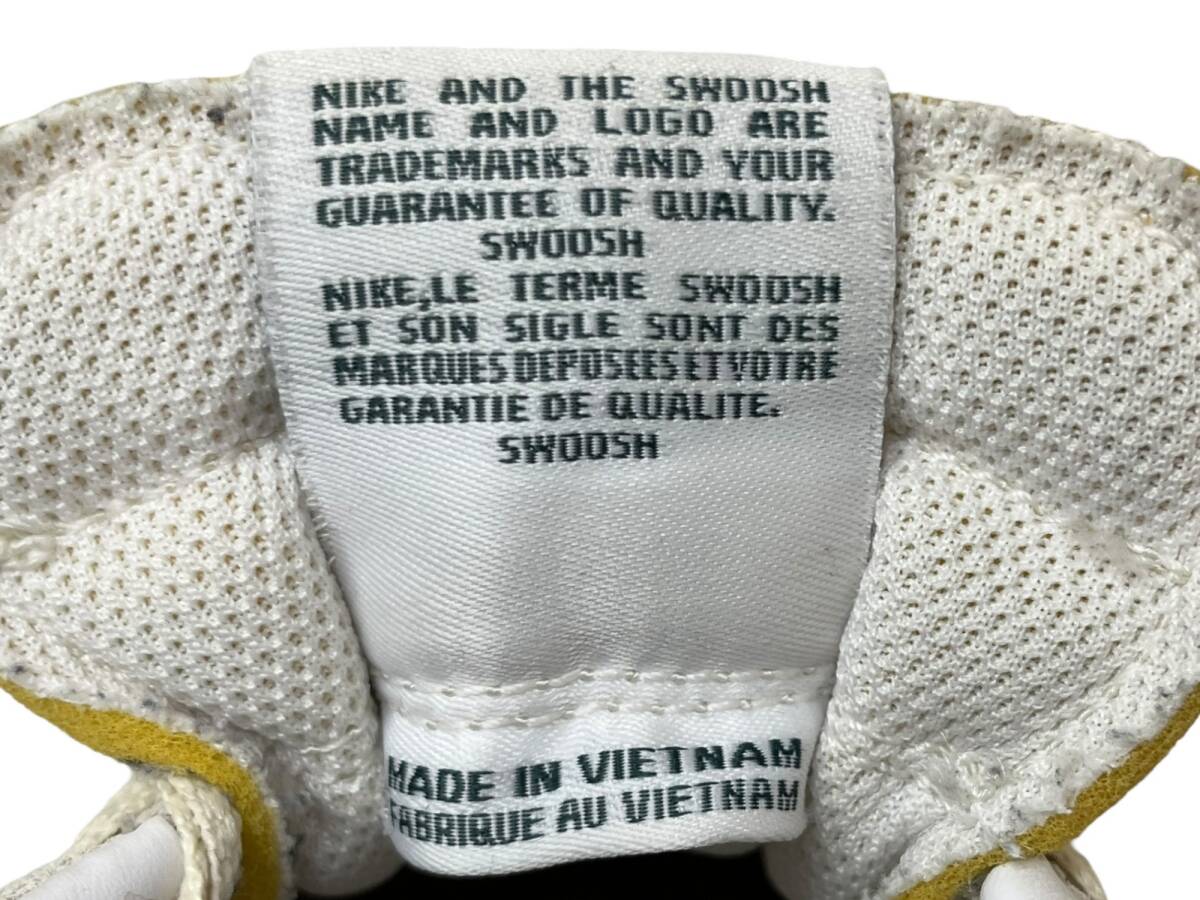 NIKE AND THE SWOOSH
NAME AND LOGO ARE
TRADEMARKS AND YOUR
GUARANTEE OF QUALITY.
SWOOSH
NIKE,LE TERME SWOOSH
ET SON SIGLE SONT DES
MARQUES DEPOSEES ET VOTRE
GARANTIE DE QUALITE.
SWOOSH
MADE IN VIETNAM
FABRIQUE AU VIETNAM